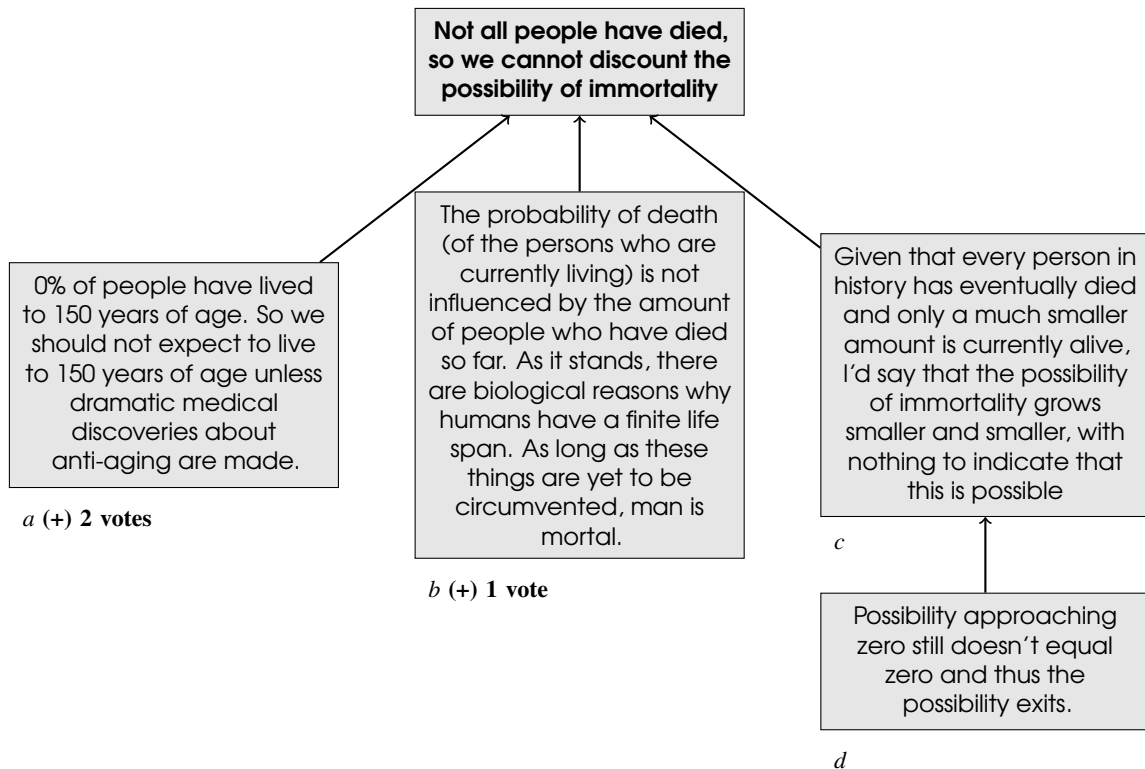 Not all people have died,
so we cannot discount the
possibility of immortality
0% of people have lived
to 150 years of age. So we
should not expect to live
to 150 years of age unless
dramatic medical
discoveries about
anti-aging are made.
a (+) 2 votes
The probability of death
(of the persons who are
currently living) is not
influenced by the amount
of people who have died
so far. As it stands, there
are biological reasons why
humans have a finite life
span. As long as these
things are yet to be
circumvented, man is
mortal.
b (+) 1 vote
Given that every person in
history has eventually died
and only a much smaller
amount is currently alive,
I'd say that the possibility
of immortality grows
smaller and smaller, with
nothing to indicate that
this is possible
c
Possibility approaching
zero still doesn't equal
zero and thus the
possibility exits.
d